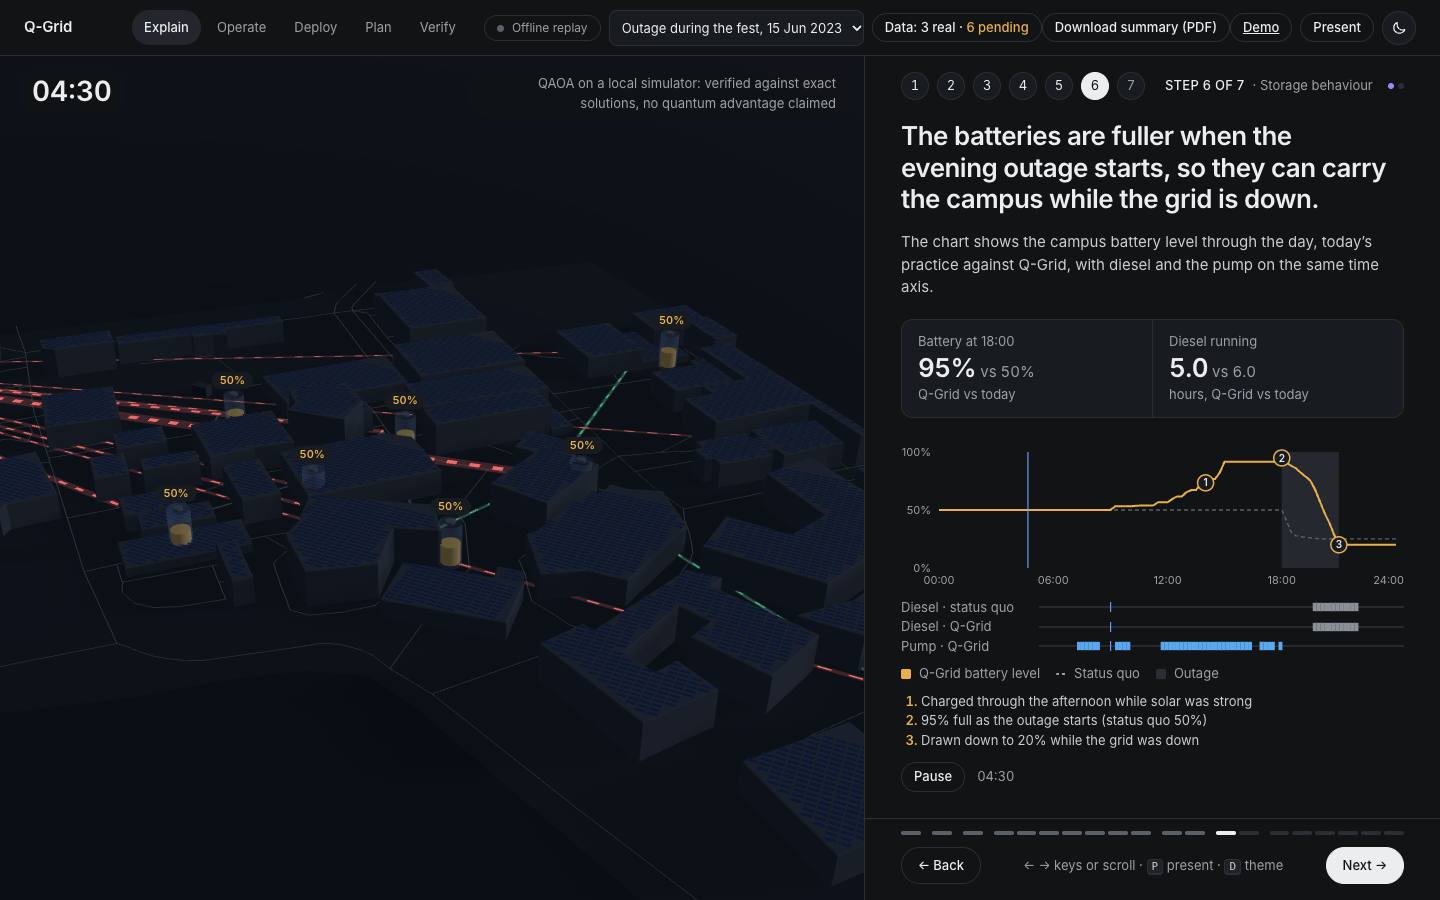 Q-Grid
Explain Operate Deploy Plan Verify
Offline replay
Outage during the fest, 15 Jun 2023
Data: 3 real · 6 pending
Download summary (PDF)
Demo
Present
04:30
QAOA on a local simulator: verified against exact
solutions, no quantum advantage claimed
50%
50%
50%
50%
50%
50%
50%
1 2 3 4 5 6 7 STEP 6 OF 7 · Storage behaviour
The batteries are fuller when the
evening outage starts, so they can carry
the campus while the grid is down.
The chart shows the campus battery level through the day, today’s
practice against Q-Grid, with diesel and the pump on the same time
axis.
Battery at 18:00
95% vs 50%
Q-Grid vs today
Diesel running
5.0 vs 6.0
hours, Q-Grid vs today
100%
50%
0%
1
2
3
00:00 06:00 12:00 18:00 24:00
Diesel · status quo
Diesel · Q-Grid
Pump · Q-Grid
Q-Grid battery level Status quo Outage
1. Charged through the afternoon while solar was strong
2. 95% full as the outage starts (status quo 50%)
3. Drawn down to 20% while the grid was down
Pause 04:30
← Back
← → keys or scroll · P present · D theme
Next →